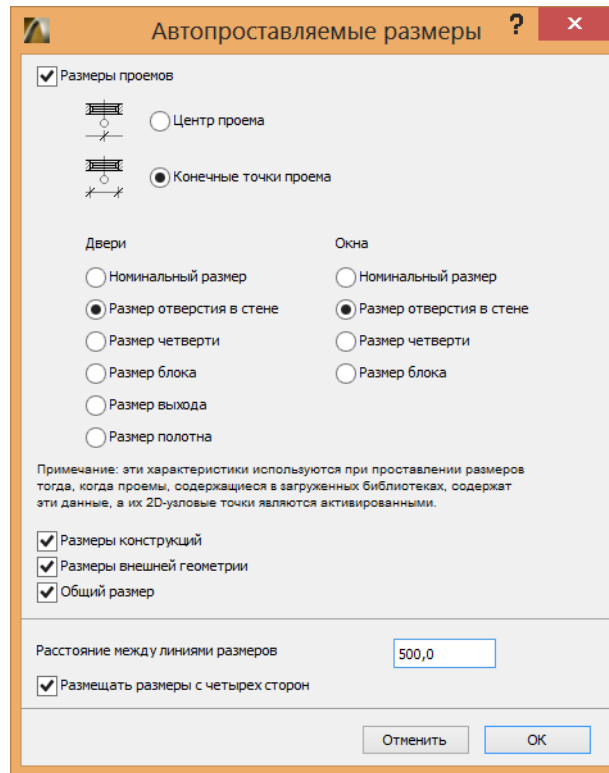 Автопроставляемые размеры
?
×
Размеры проемов
Центр проема
Конечные точки проема
Двери
Окна
Номинальный размер
Номинальный размер
Размер отверстия в стене
Размер отверстия в стене
Размер четверти
Размер четверти
Размер блока
Размер блока
Размер выхода
Размер полотна
Примечание: эти характеристики используются при проставлении размеров
тогда, когда проемы, содержащиеся в загруженных библиотеках, содержат
эти данные, а их 2D-узловые точки являются активированными.
Размеры конструкций
Размеры внешней геометрии
Общий размер
Расстояние между линиями размеров
500,0
Размещать размеры с четырех сторон
Отменить
OK